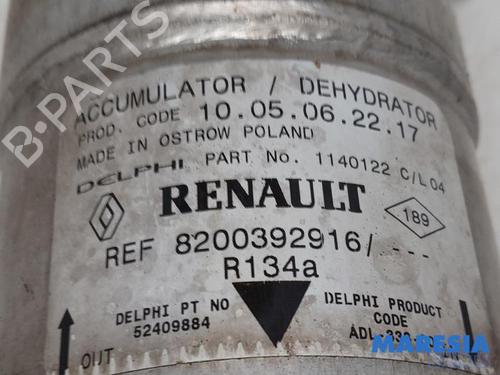 ACCUMULATOR / DEHYDRATOR
PROD. CODE 10.05.06.22.17
MADE IN OSTROW POLAND
DELPHI PART No. 1140122 C/L04
RENAULT
189
REF 8200392916/ ---
R134a
DELPHI PT NO
52409884
DELPHI PRODUCT
CODE
ADL
OUT
B-PARTS
MARESIA